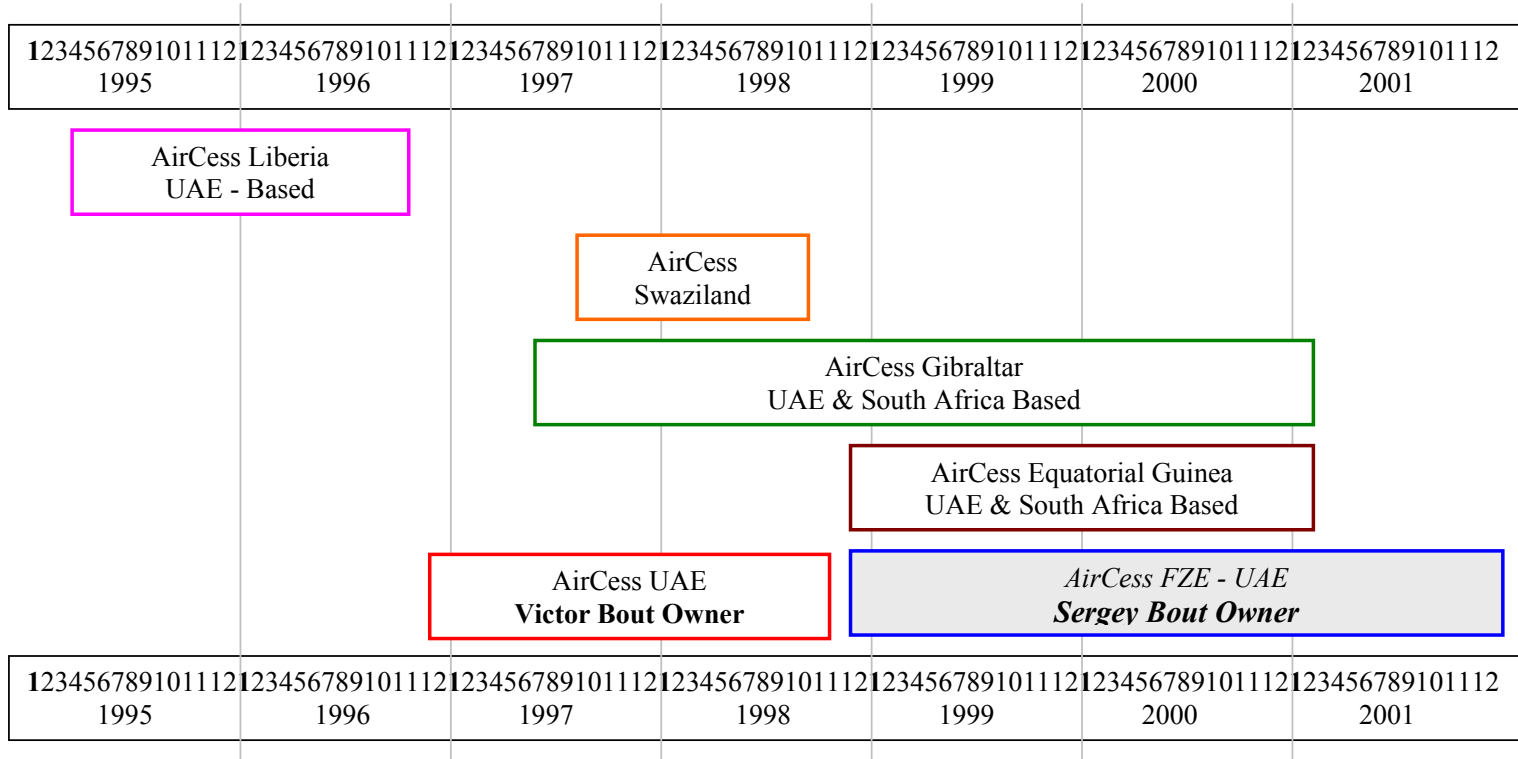 123456789101112123456789101112123456789101112123456789101112123456789101112123456789101112123456789101112
1995 1996 1997 1998 1999 2000 2001
AirCess Liberia
UAE - Based
AirCess
Swaziland
AirCess Gibraltar
UAE & South Africa Based
AirCess Equatorial Guinea
UAE & South Africa Based
AirCess UAE
Victor Bout Owner
AirCess FZE - UAE
Sergey Bout Owner
123456789101112123456789101112123456789101112123456789101112123456789101112123456789101112123456789101112
1995 1996 1997 1998 1999 2000 2001